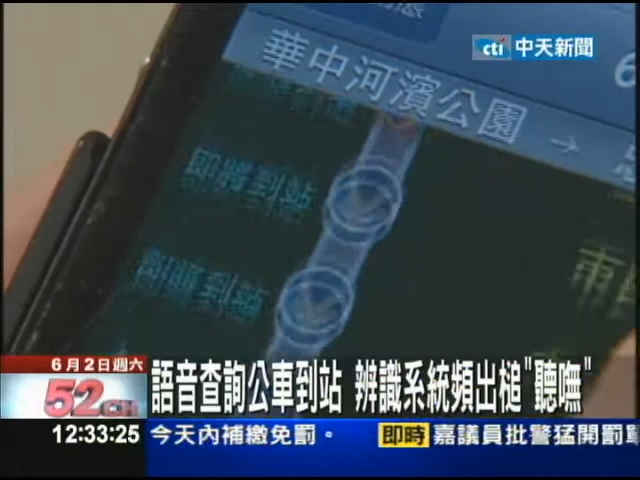 cti 中天新聞
華中河濱公園 →
即將到站
即將到站
6月2日週六
52CH
語音查詢公車到站 辨識系統頻出槌"聽嘸"
12:33:25 今天內補繳免罰。 即時 嘉議員批警猛開罰單